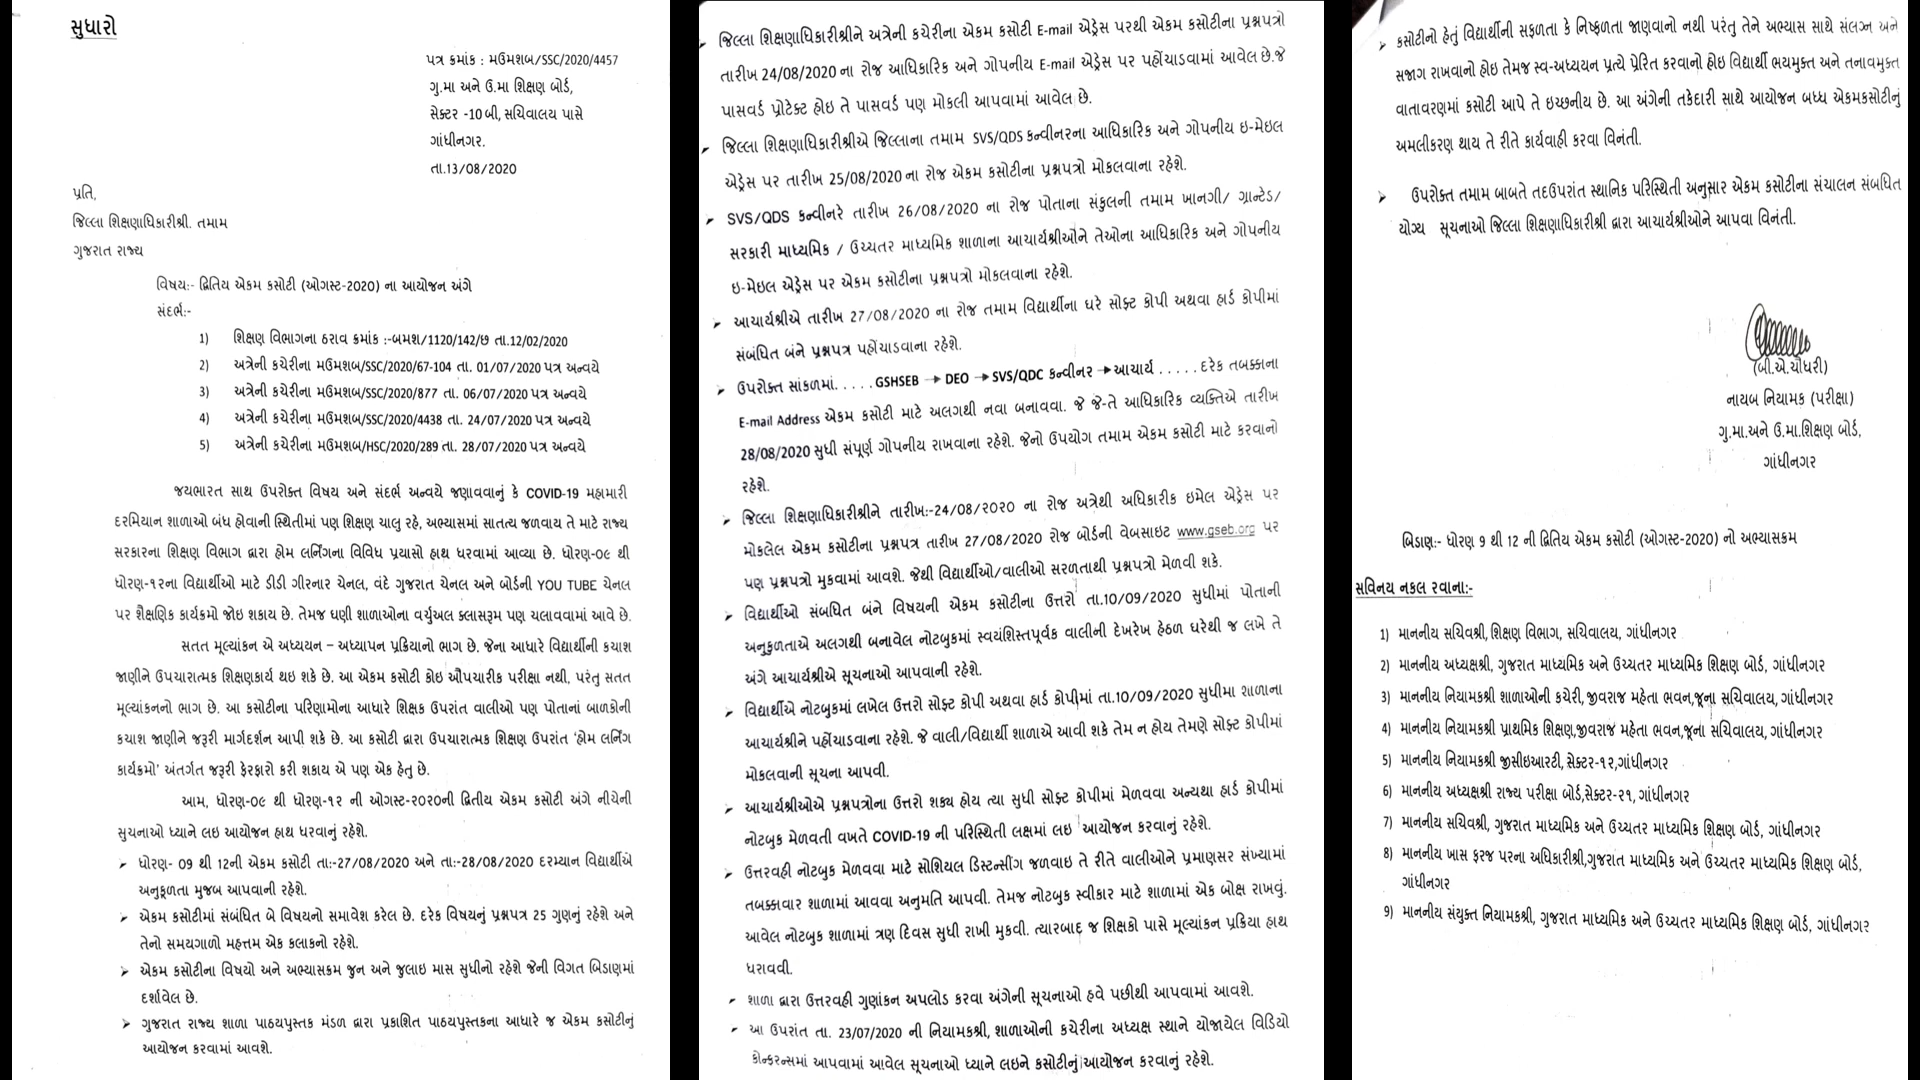 સુધારો
પત્ર ક્રમાંક : મઉમશબ/SSC/2020/4457
ગુ.મા અને ઉ.મા શિક્ષણ બોર્ડ,
સેક્ટર -10 બી, સચિવાલય પાસે
ગાંધીનગર.
તા.13/08/2020
પ્રતિ,
જિલ્લા શિક્ષણાધિકારીશ્રી. તમામ
ગુજરાત રાજ્ય
વિષય:- દ્રિતિય એકમ કસોટી (ઓગસ્ટ-2020) ના આયોજન અંગે
સંદર્ભ:-
1) શિક્ષણ વિભાગના ઠરાવ ક્રમાંક :-બમશ/1120/142/છ તા.12/02/2020
2) અત્રેની કચેરીના મઉમશબ/SSC/2020/67-104 તા. 01/07/2020 પત્ર અન્વયે
3) અત્રેની કચેરીના મઉમશબ/SSC/2020/877 તા. 06/07/2020 પત્ર અન્વયે
4) અત્રેની કચેરીના મઉમશબ/SSC/2020/4438 તા. 24/07/2020 પત્ર અન્વયે
5) અત્રેની કચેરીના મઉમશબ/HSC/2020/289 તા. 28/07/2020 પત્ર અન્વયે
જયભારત સાથ ઉપરોક્ત વિષય અને સંદર્ભ અન્વયે જણાવવાનું કે COVID-19 મહામારી
દરમિયાન શાળાઓ બંધ હોવાની સ્થિતીમાં પણ શિક્ષણ ચાલુ રહે, અભ્યાસમાં સાતત્ય જળવાય તે માટે રાજ્ય
સરકારના શિક્ષણ વિભાગ દ્વારા હોમ લર્નિગના વિવિધ પ્રયાસો હાથ ધરવામાં આવ્યા છે. ધોરણ-૦૯ થી
ધોરણ-૧૨ના વિદ્યાર્થીઓ માટે ડીડી ગીરનાર ચેનલ, વંદે ગુજરાત ચેનલ અને બોર્ડની YOU TUBE ચેનલ
પર શૈક્ષણિક કાર્યક્રમો જોઇ શકાય છે. તેમજ ઘણી શાળાઓના વર્ચુઅલ ક્લાસરૂમ પણ ચલાવવામાં આવે છે.
સતત મૂલ્યાંકન એ અધ્યયન – અધ્યાપન પ્રક્રિયાનો ભાગ છે. જેના આધારે વિદ્યાર્થીની કચાશ
જાણીને ઉપચારાત્મક શિક્ષણકાર્ય થઇ શકે છે. આ એકમ કસોટી કોઇ ઔપચારીક પરીક્ષા નથી, પરંતુ સતત
મૂલ્યાંકનનો ભાગ છે. આ કસોટીના પરિણામોના આધારે શિક્ષક ઉપરાંત વાલીઓ પણ પોતાનાં બાળકોની
કચાશ જાણીને જરૂરી માર્ગદર્શન આપી શકે છે. આ કસોટી દ્વારા ઉપચારાત્મક શિક્ષણ ઉપરાંત 'હોમ લર્નિગ
કાર્યક્રમો' અંતર્ગત જરૂરી ફેરફારો કરી શકાય એ પણ એક હેતુ છે.
આમ, ધોરણ-૦૯ થી ધોરણ-૧૨ ની ઓગસ્ટ-૨૦૨૦ની દ્રિતીય એકમ કસોટી અંગે નીચેની
સુચનાઓ ધ્યાને લઇ આયોજન હાથ ધરવાનું રહેશે.
➢ ધોરણ- 09 થી 12ની એકમ કસોટી તા:-27/08/2020 અને તા:-28/08/2020 દરમ્યાન વિદ્યાર્થીએ
અનુકૂળતા મુજબ આપવાની રહેશે.
➢ એકમ કસોટીમાં સંબંધિત બે વિષયનો સમાવેશ કરેલ છે. દરેક વિષયનું પ્રશ્નપત્ર 25 ગુણનું રહેશે અને
તેનો સમયગાળો મહત્તમ એક કલાકનો રહેશે.
➢ એકમ કસોટીના વિષયો અને અભ્યાસક્રમ જુન અને જુલાઇ માસ સુધીનો રહેશે જેની વિગત બિડાણમાં
દર્શાવેલ છે.
➢ ગુજરાત રાજ્ય શાળા પાઠયપુસ્તક મંડળ દ્વારા પ્રકાશિત પાઠયપુસ્તકના આધારે જ એકમ કસોટીનું
આયોજન કરવામાં આવશે.
➢ જિલ્લા શિક્ષણાધિકારીશ્રીને અત્રેની કચેરીના એકમ કસોટી E-mail એડ્રેસ પરથી એકમ કસોટીના પ્રશ્નપત્રો
તારીખ 24/08/2020 ના રોજ આધિકારિક અને ગોપનીય E-mail એડ્રેસ પર પહોંચાડવામાં આવેલ છે.જે
પાસવર્ડ પ્રોટેક્ટ હોઇ તે પાસવર્ડ પણ મોકલી આપવામાં આવેલ છે.
➢ જિલ્લા શિક્ષણાધિકારીશ્રીએ જિલ્લાના તમામ SVS/QDS કન્વીનરના આધિકારિક અને ગોપનીય ઇ-મેઇલ
એડ્રેસ પર તારીખ 25/08/2020 ના રોજ એકમ કસોટીના પ્રશ્નપત્રો મોકલવાના રહેશે.
➢ SVS/QDS કન્વીનરે તારીખ 26/08/2020 ના રોજ પોતાના સંકુલની તમામ ખાનગી/ ગ્રાન્ટેડ/
સરકારી માધ્યમિક / ઉચ્ચતર માધ્યમિક શાળાના આચાર્યશ્રીઓને તેઓના આધિકારિક અને ગોપનીય
ઇ-મેઇલ એડ્રેસ પર એકમ કસોટીના પ્રશ્નપત્રો મોકલવાના રહેશે.
➢ આચાર્યશ્રીએ તારીખ 27/08/2020 ના રોજ તમામ વિદ્યાર્થીના ઘરે સોફ્ટ કોપી અથવા હાર્ડ કોપીમાં
સંબંધિત બંને પ્રશ્નપત્ર પહોંચાડવાના રહેશે.
➢ ઉપરોક્ત સાંકળમાં. . . . . GSHSEB → DEO → SVS/QDC કન્વીનર → આચાર્ય . . . . . દરેક તબક્કાના
E-mail Address એકમ કસોટી માટે અલગથી નવા બનાવવા. જે જે-તે આધિકારિક વ્યક્તિએ તારીખ
28/08/2020 સુધી સંપૂર્ણ ગોપનીય રાખવાના રહેશે. જેનો ઉપયોગ તમામ એકમ કસોટી માટે કરવાનો
રહેશે.
➢ જિલ્લા શિક્ષણાધિકારીશ્રીને તારીખ:-24/08/૨૦૨૦ ના રોજ અત્રેથી અધિકારીક ઇમેલ એડ્રેસ પર
મોકલેલ એકમ કસોટીના પ્રશ્નપત્ર તારીખ 27/08/2020 રોજ બોર્ડની વેબસાઇટ www.gseb.org પર
પણ પ્રશ્નપત્રો મુકવામાં આવશે. જેથી વિદ્યાર્થીઓ/વાલીઓ સરળતાથી પ્રશ્નપત્રો મેળવી શકે.
➢ વિદ્યાર્થીઓ સંબધિત બંને વિષયની એકમ કસોટીના ઉત્તરો તા.10/09/2020 સુધીમાં પોતાની
અનુકુળતાએ અલગથી બનાવેલ નોટબુકમાં સ્વયંશિસ્તપૂર્વક વાલીની દેખરેખ હેઠળ ઘરેથી જ લખે તે
અંગે આચાર્યશ્રીએ સૂચનાઓ આપવાની રહેશે.
➢ વિદ્યાર્થીએ નોટબુકમાં લખેલ ઉત્તરો સોફ્ટ કોપી અથવા હાર્ડ કોપીમાં તા.10/09/2020 સુધીમા શાળાના
આચાર્યશ્રીને પહોંચાડવાના રહેશે. જે વાલી/વિદ્યાર્થી શાળાએ આવી શકે તેમ ન હોય તેમણે સોફ્ટ કોપીમાં
મોકલવાની સૂચના આપવી.
➢ આચાર્યશ્રીઓએ પ્રશ્નપત્રોના ઉત્તરો શક્ય હોય ત્યા સુધી સોફ્ટ કોપીમાં મેળવવા અન્યથા હાર્ડ કોપીમાં
નોટબુક મેળવતી વખતે COVID-19 ની પરિસ્થિતી લક્ષમાં લઇ આયોજન કરવાનું રહેશે.
➢ ઉત્તરવહી નોટબુક મેળવવા માટે સોશિયલ ડિસ્ટન્સીંગ જળવાઇ તે રીતે વાલીઓને પ્રમાણસર સંખ્યામાં
તબક્કાવાર શાળામાં આવવા અનુમતિ આપવી. તેમજ નોટબુક સ્વીકાર માટે શાળામાં એક બોક્ષ રાખવું.
આવેલ નોટબુક શાળામાં ત્રણ દિવસ સુધી રાખી મુકવી. ત્યારબાદ જ શિક્ષકો પાસે મૂલ્યાંકન પ્રક્રિયા હાથ
ધરાવવી.
➢ શાળા દ્વારા ઉત્તરવહી ગુણાંકન અપલોડ કરવા અંગેની સૂચનાઓ હવે પછીથી આપવામાં આવશે.
➢ આ ઉપરાંત તા. 23/07/2020 ની નિયામકશ્રી, શાળાઓની કચેરીના અધ્યક્ષ સ્થાને યોજાયેલ વિડિયો
કોન્ફરન્સમાં આપવામાં આવેલ સૂચનાઓ ધ્યાને લઇને કસોટીનું આયોજન કરવાનું રહેશે.
➢ કસોટીનો હેતું વિદ્યાર્થીની સફળતા કે નિષ્ફળતા જાણવાનો નથી પરંતુ તેને અભ્યાસ સાથે સંલગ્ન અને
સજાગ રાખવાનો હોઇ તેમજ સ્વ-અધ્યયન પ્રત્યે પ્રેરિત કરવાનો હોઇ વિદ્યાર્થી ભયમુક્ત અને તનાવમુક્ત
વાતાવરણમાં કસોટી આપે તે ઇચ્છનીય છે. આ અંગેની તકેદારી સાથે આયોજન બધ્ધ એકમકસોટીનું
અમલીકરણ થાય તે રીતે કાર્યવાહી કરવા વિનંતી.
➢ ઉપરોક્ત તમામ બાબતે તદઉપરાંત સ્થાનિક પરિસ્થિતી અનુસાર એકમ કસોટીના સંચાલન સંબધિત
યોગ્ય સૂચનાઓ જિલ્લા શિક્ષણાધિકારીશ્રી દ્વારા આચાર્યશ્રીઓને આપવા વિનંતી.
(બી.એ.ચૌધરી)
નાયબ નિયામક (પરીક્ષા)
ગુ.મા.અને ઉ.મા.શિક્ષણ બોર્ડ,
ગાંધીનગર
બિડાણ:- ધોરણ 9 થી 12 ની દ્રિતિય એકમ કસોટી (ઓગસ્ટ-2020) નો અભ્યાસક્રમ
સવિનય નકલ રવાના:-
1) માનનીય સચિવશ્રી, શિક્ષણ વિભાગ, સચિવાલય, ગાંધીનગર
2) માનનીય અધ્યક્ષશ્રી, ગુજરાત માધ્યમિક અને ઉચ્ચતર માધ્યમિક શિક્ષણ બોર્ડ, ગાંધીનગર
3) માનનીય નિયામકશ્રી શાળાઓની કચેરી, જીવરાજ મહેતા ભવન,જૂના સચિવાલય, ગાંધીનગર
4) માનનીય નિયામકશ્રી પ્રાથમિક શિક્ષણ,જીવરાજ મહેતા ભવન,જૂના સચિવાલય, ગાંધીનગર
5) માનનીય નિયામકશ્રી જીસીઇઆરટી, સેક્ટર-૧૨,ગાંધીનગર
6) માનનીય અધ્યક્ષશ્રી રાજ્ય પરીક્ષા બોર્ડ,સેક્ટર-૨૧, ગાંધીનગર
7) માનનીય સચિવશ્રી, ગુજરાત માધ્યમિક અને ઉચ્ચતર માધ્યમિક શિક્ષણ બોર્ડ, ગાંધીનગર
8) માનનીય ખાસ ફરજ પરના અધિકારીશ્રી,ગુજરાત માધ્યમિક અને ઉચ્ચતર માધ્યમિક શિક્ષણ બોર્ડ,
ગાંધીનગર
9) માનનીય સંયુક્ત નિયામકશ્રી, ગુજરાત માધ્યમિક અને ઉચ્ચતર માધ્યમિક શિક્ષણ બોર્ડ, ગાંધીનગર